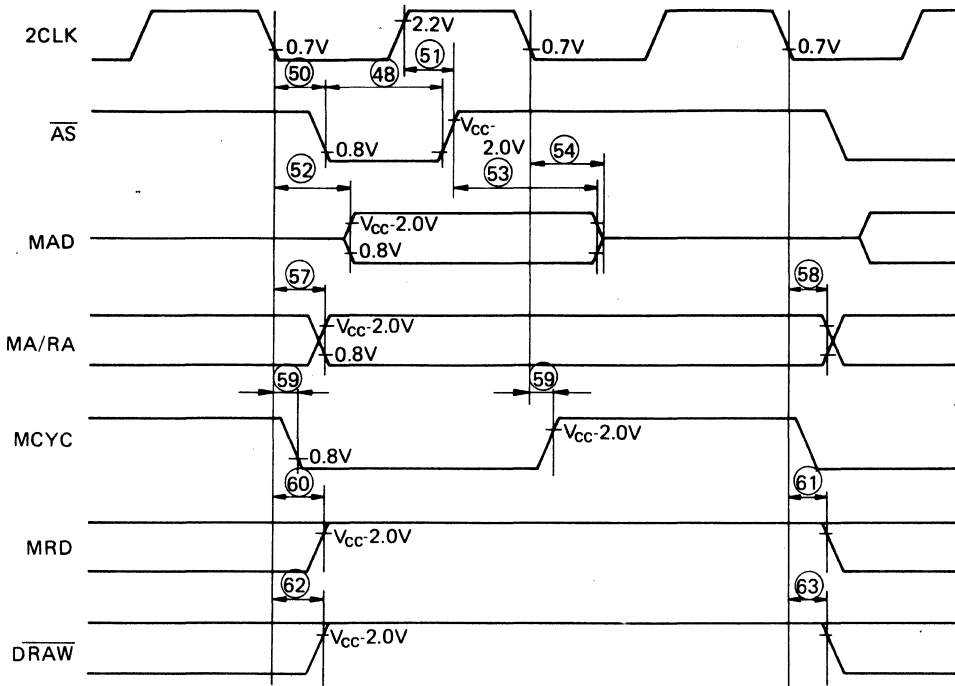 2CLK
2.2V
0.7V
0.7V
0.7V
51
50
48
AS
0.8V
VCC-
2.0V
54
52
53
MAD
VCC-2.0V
0.8V
57
58
MA/RA
VCC-2.0V
0.8V
59
59
MCYC
0.8V
VCC-2.0V
60
61
MRD
VCC-2.0V
62
63
DRAW
VCC-2.0V